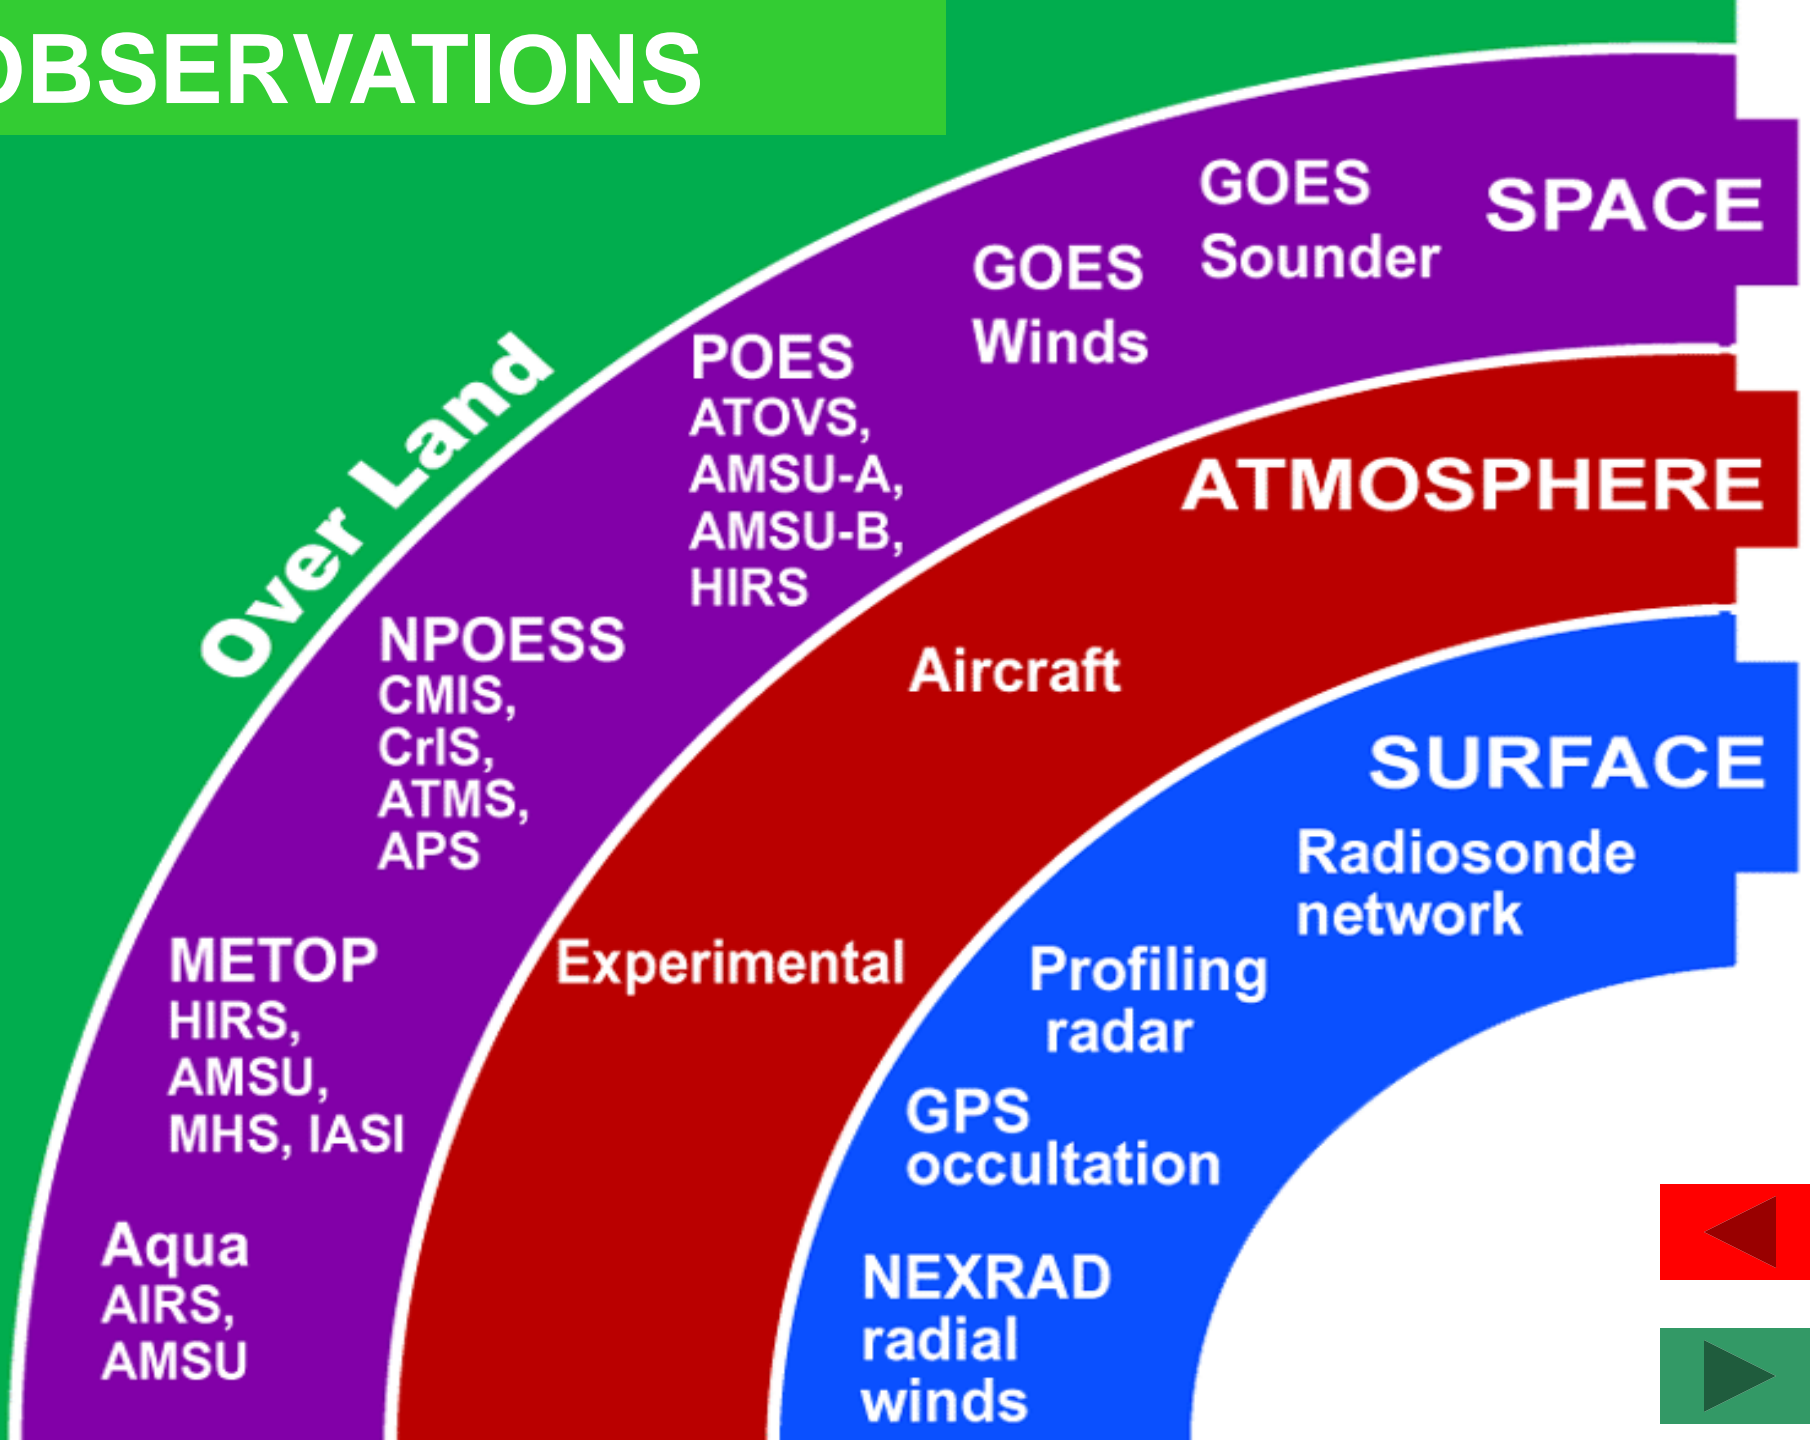 OBSERVATIONS
Over Land
SPACE
GOES
Sounder
GOES
Winds
POES
ATOVS,
AMSU-A,
AMSU-B,
HIRS
NPOESS
CMIS,
CrIS,
ATMS,
APS
METOP
HIRS,
AMSU,
MHS, IASI
Aqua
AIRS,
AMSU
ATMOSPHERE
Aircraft
Experimental
SURFACE
Radiosonde
network
Profiling
radar
GPS
occultation
NEXRAD
radial
winds